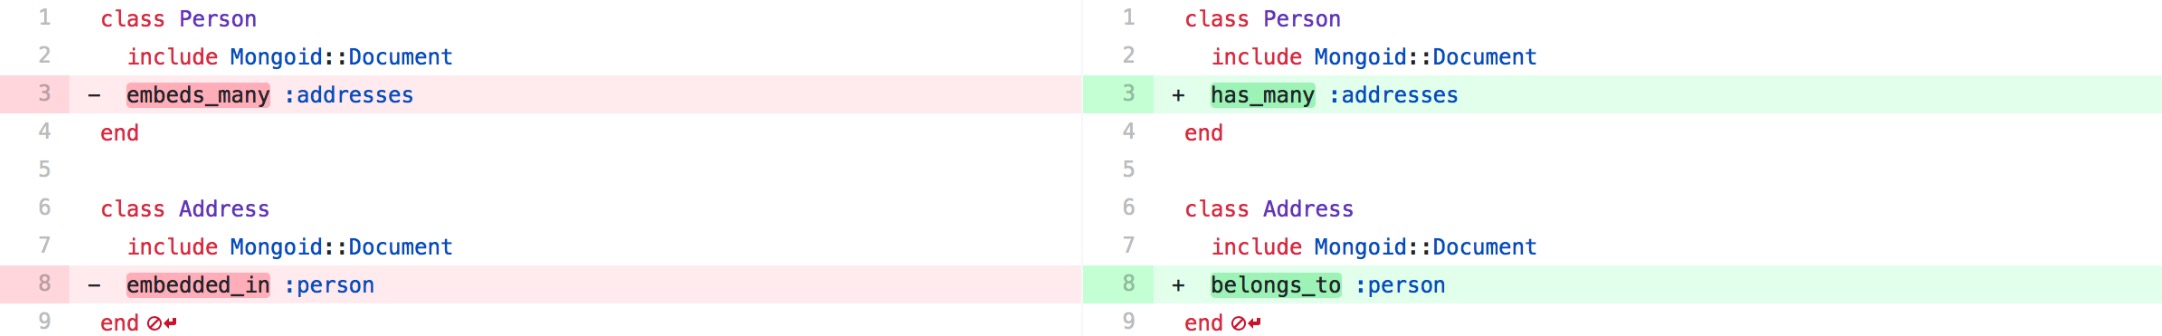 1 class Person
2 include Mongoid::Document
3 - embeds_many :addresses
4 end
5
6 class Address
7 include Mongoid::Document
8 - embedded_in :person
9 end
1 class Person
2 include Mongoid::Document
3 + has_many :addresses
4 end
5
6 class Address
7 include Mongoid::Document
8 + belongs_to :person
9 end